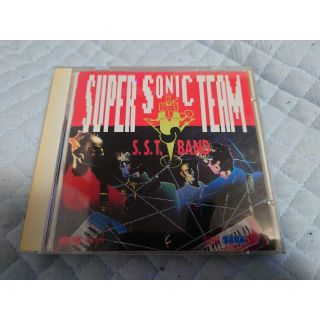 SUPER SONIC TEAM
S.S.T. BAND
SEGA